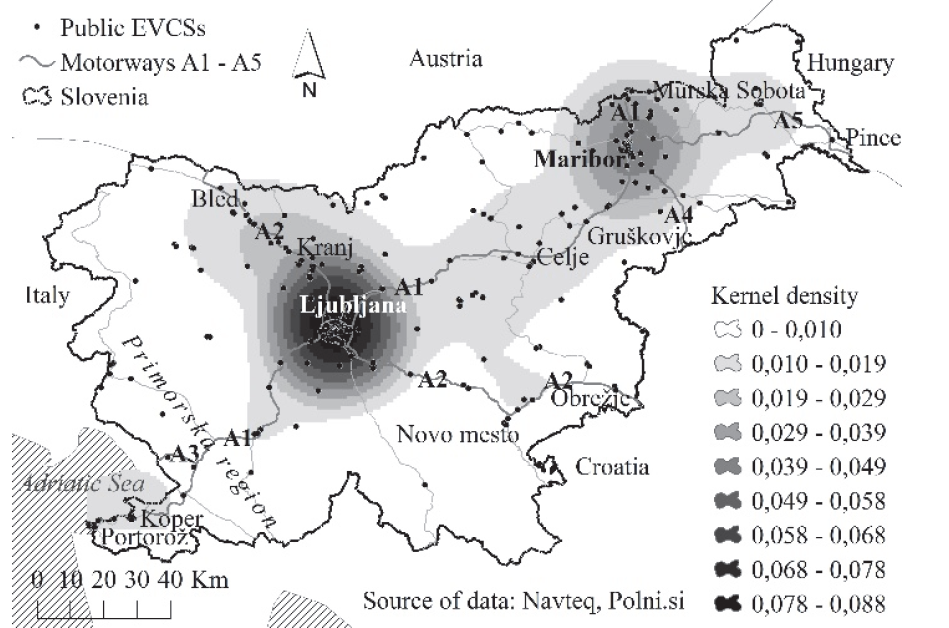 Public EVCSs
Motorways A1 - A5
Slovenia
N
Austria
Hungary
Murska Sobota
A1
A5
Pince
Maribor
Bled
A4
A2
Gruškovje
Kranj
Celje
Italy
A1
Ljubljana
Kernel density
0 - 0,010
0,010 - 0,019
0,019 - 0,029
0,029 - 0,039
0,039 - 0,049
0,049 - 0,058
0,058 - 0,068
0,068 - 0,078
0,078 - 0,088
Primorska region
A2
A2
Obrežje
Novo mesto
A1
A3
Croatia
Adriatic Sea
Koper
Portorož
0 10 20 30 40 Km
Source of data: Navteq, Polni.si